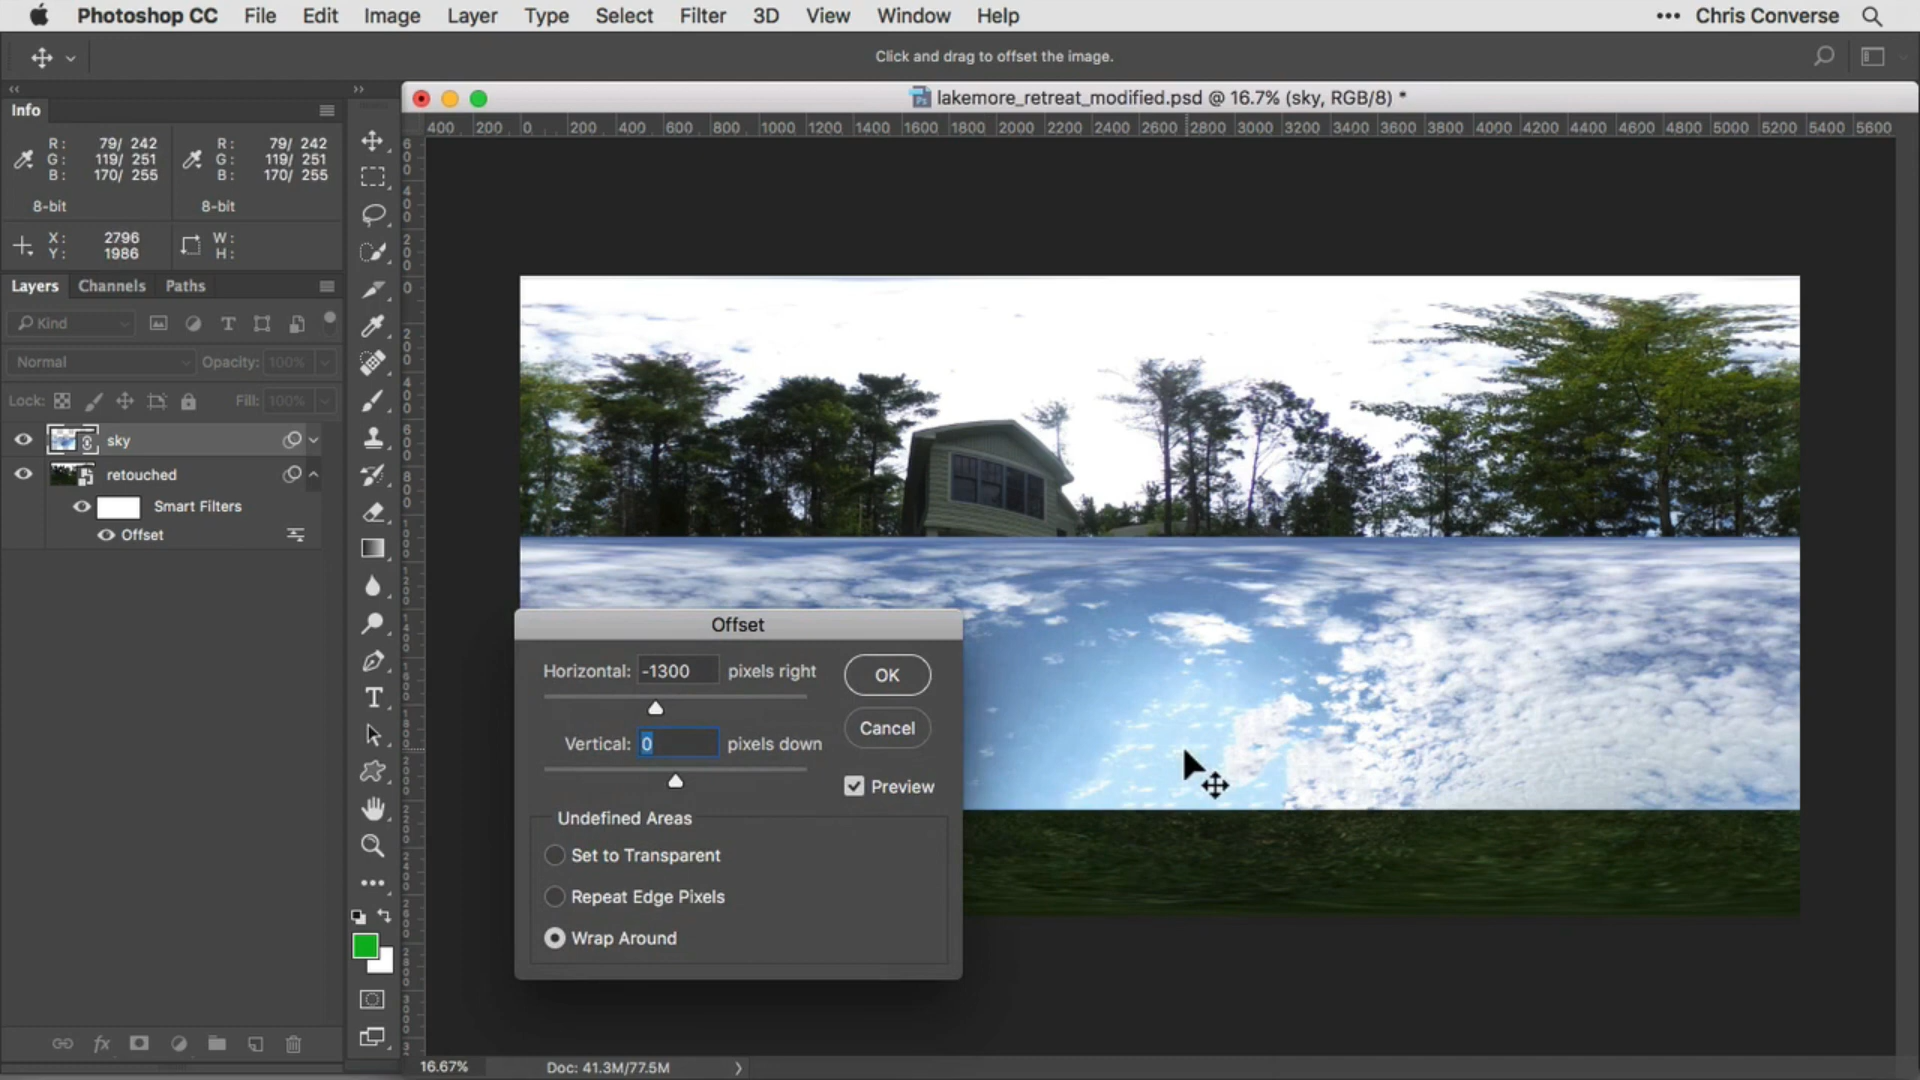 Photoshop CC File Edit Image Layer Type Select Filter 3D View Window Help ••• Chris Converse
Click and drag to offset the image.
Info
R: 79/ 242
G: 119/ 251
B: 170/ 255
8-bit
R: 79/ 242
G: 119/ 251
B: 170/ 255
8-bit
X: 2796
Y: 1986
W:
H:
Layers Channels Paths
Kind
Normal Opacity: 100%
Lock: Fill: 100%
sky
retouched
Smart Filters
Offset
lakemore_retreat_modified.psd @ 16.7% (sky, RGB/8) *
400 200 0 200 400 600 800 1000 1200 1400 1600 1800 2000 2200 2400 2600 2800 3000 3200 3400 3600 3800 4000 4200 4400 4600 4800 5000 5200 5400 5600
Offset
Horizontal: -1300 pixels right
Vertical: 0 pixels down
OK
Cancel
Preview
Undefined Areas
Set to Transparent
Repeat Edge Pixels
Wrap Around
16.67% Doc: 41.3M/77.5M